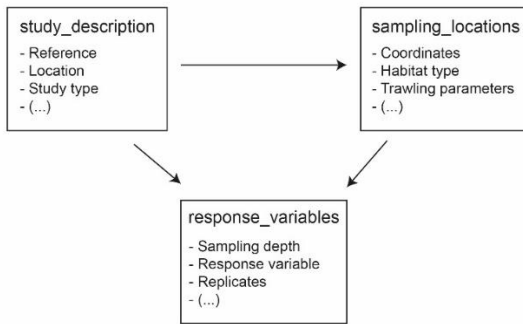 study_description
- Reference
- Location
- Study type
- (...)
sampling_locations
- Coordinates
- Habitat type
- Trawling parameters
- (...)
response_variables
- Sampling depth
- Response variable
- Replicates
- (...)